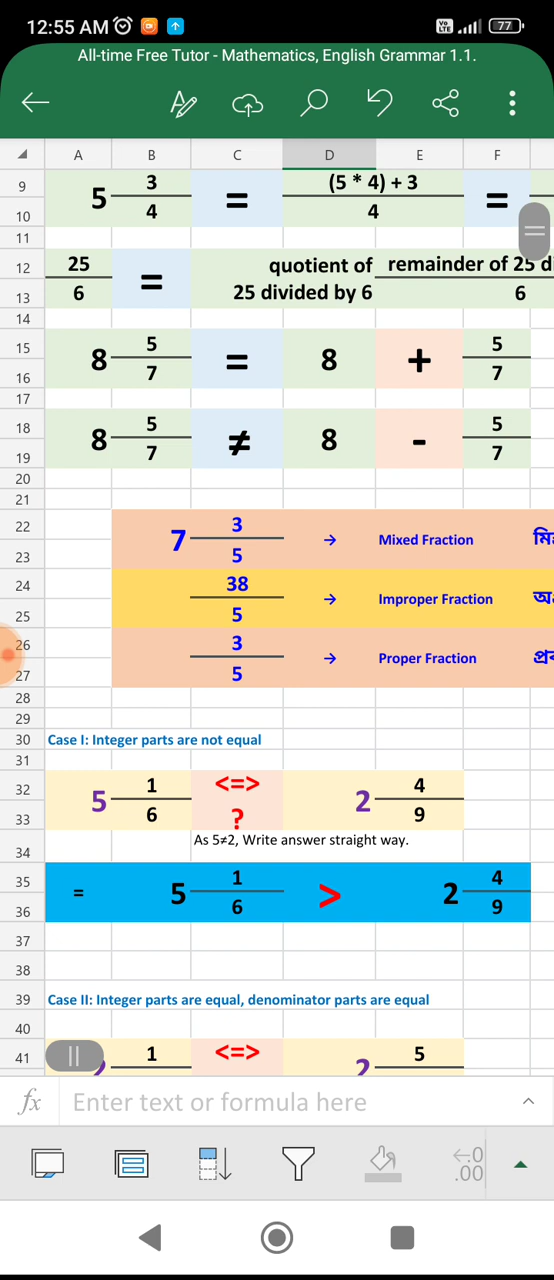 12:55 AM
Vo LTE 77
All-time Free Tutor - Mathematics, English Grammar 1.1.
A B C D E F
9 3 (5 * 4) + 3
5 = =
10 4 4
11
12 25 quotient of remainder of 25 di
=
13 6 25 divided by 6 6
14
15 5 5
8 = 8 +
16 7 7
17
18 5 5
8 ≠ 8 -
19 7 7
20
21
22 3
7 → Mixed Fraction
23 5
24 38
→ Improper Fraction
25 5
26 3
→ Proper Fraction
27 5
28
29
30 Case I: Integer parts are not equal
31
32 1 <=> 4
5 2
33 6 ? 9
34 As 5≠2, Write answer straight way.
35 1 4
= 5 > 2
36 6 9
37
38
39 Case II: Integer parts are equal, denominator parts are equal
40
41 1 <=> 5
2
fx Enter text or formula here
←.0
.00